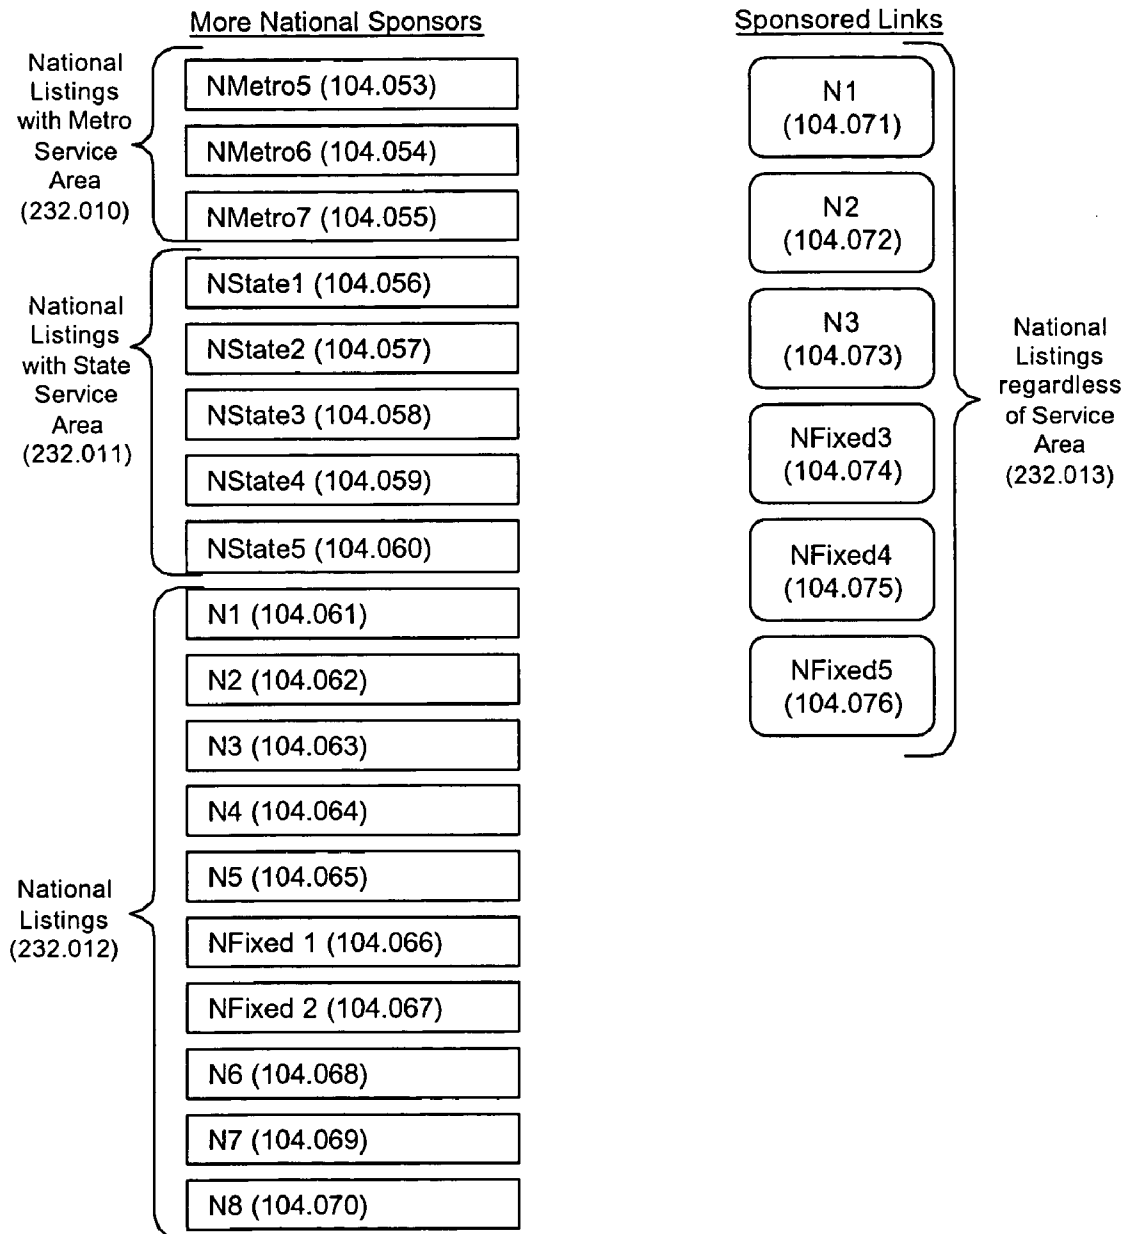 More National Sponsors
National
Listings
with Metro
Service
Area
(232.010)
NMetro5 (104.053)
NMetro6 (104.054)
NMetro7 (104.055)
National
Listings
with State
Service
Area
(232.011)
NState1 (104.056)
NState2 (104.057)
NState3 (104.058)
NState4 (104.059)
NState5 (104.060)
National
Listings
(232.012)
N1 (104.061)
N2 (104.062)
N3 (104.063)
N4 (104.064)
N5 (104.065)
NFixed 1 (104.066)
NFixed 2 (104.067)
N6 (104.068)
N7 (104.069)
N8 (104.070)
Sponsored Links
N1
(104.071)
N2
(104.072)
N3
(104.073)
NFixed3
(104.074)
NFixed4
(104.075)
NFixed5
(104.076)
National
Listings
regardless
of Service
Area
(232.013)